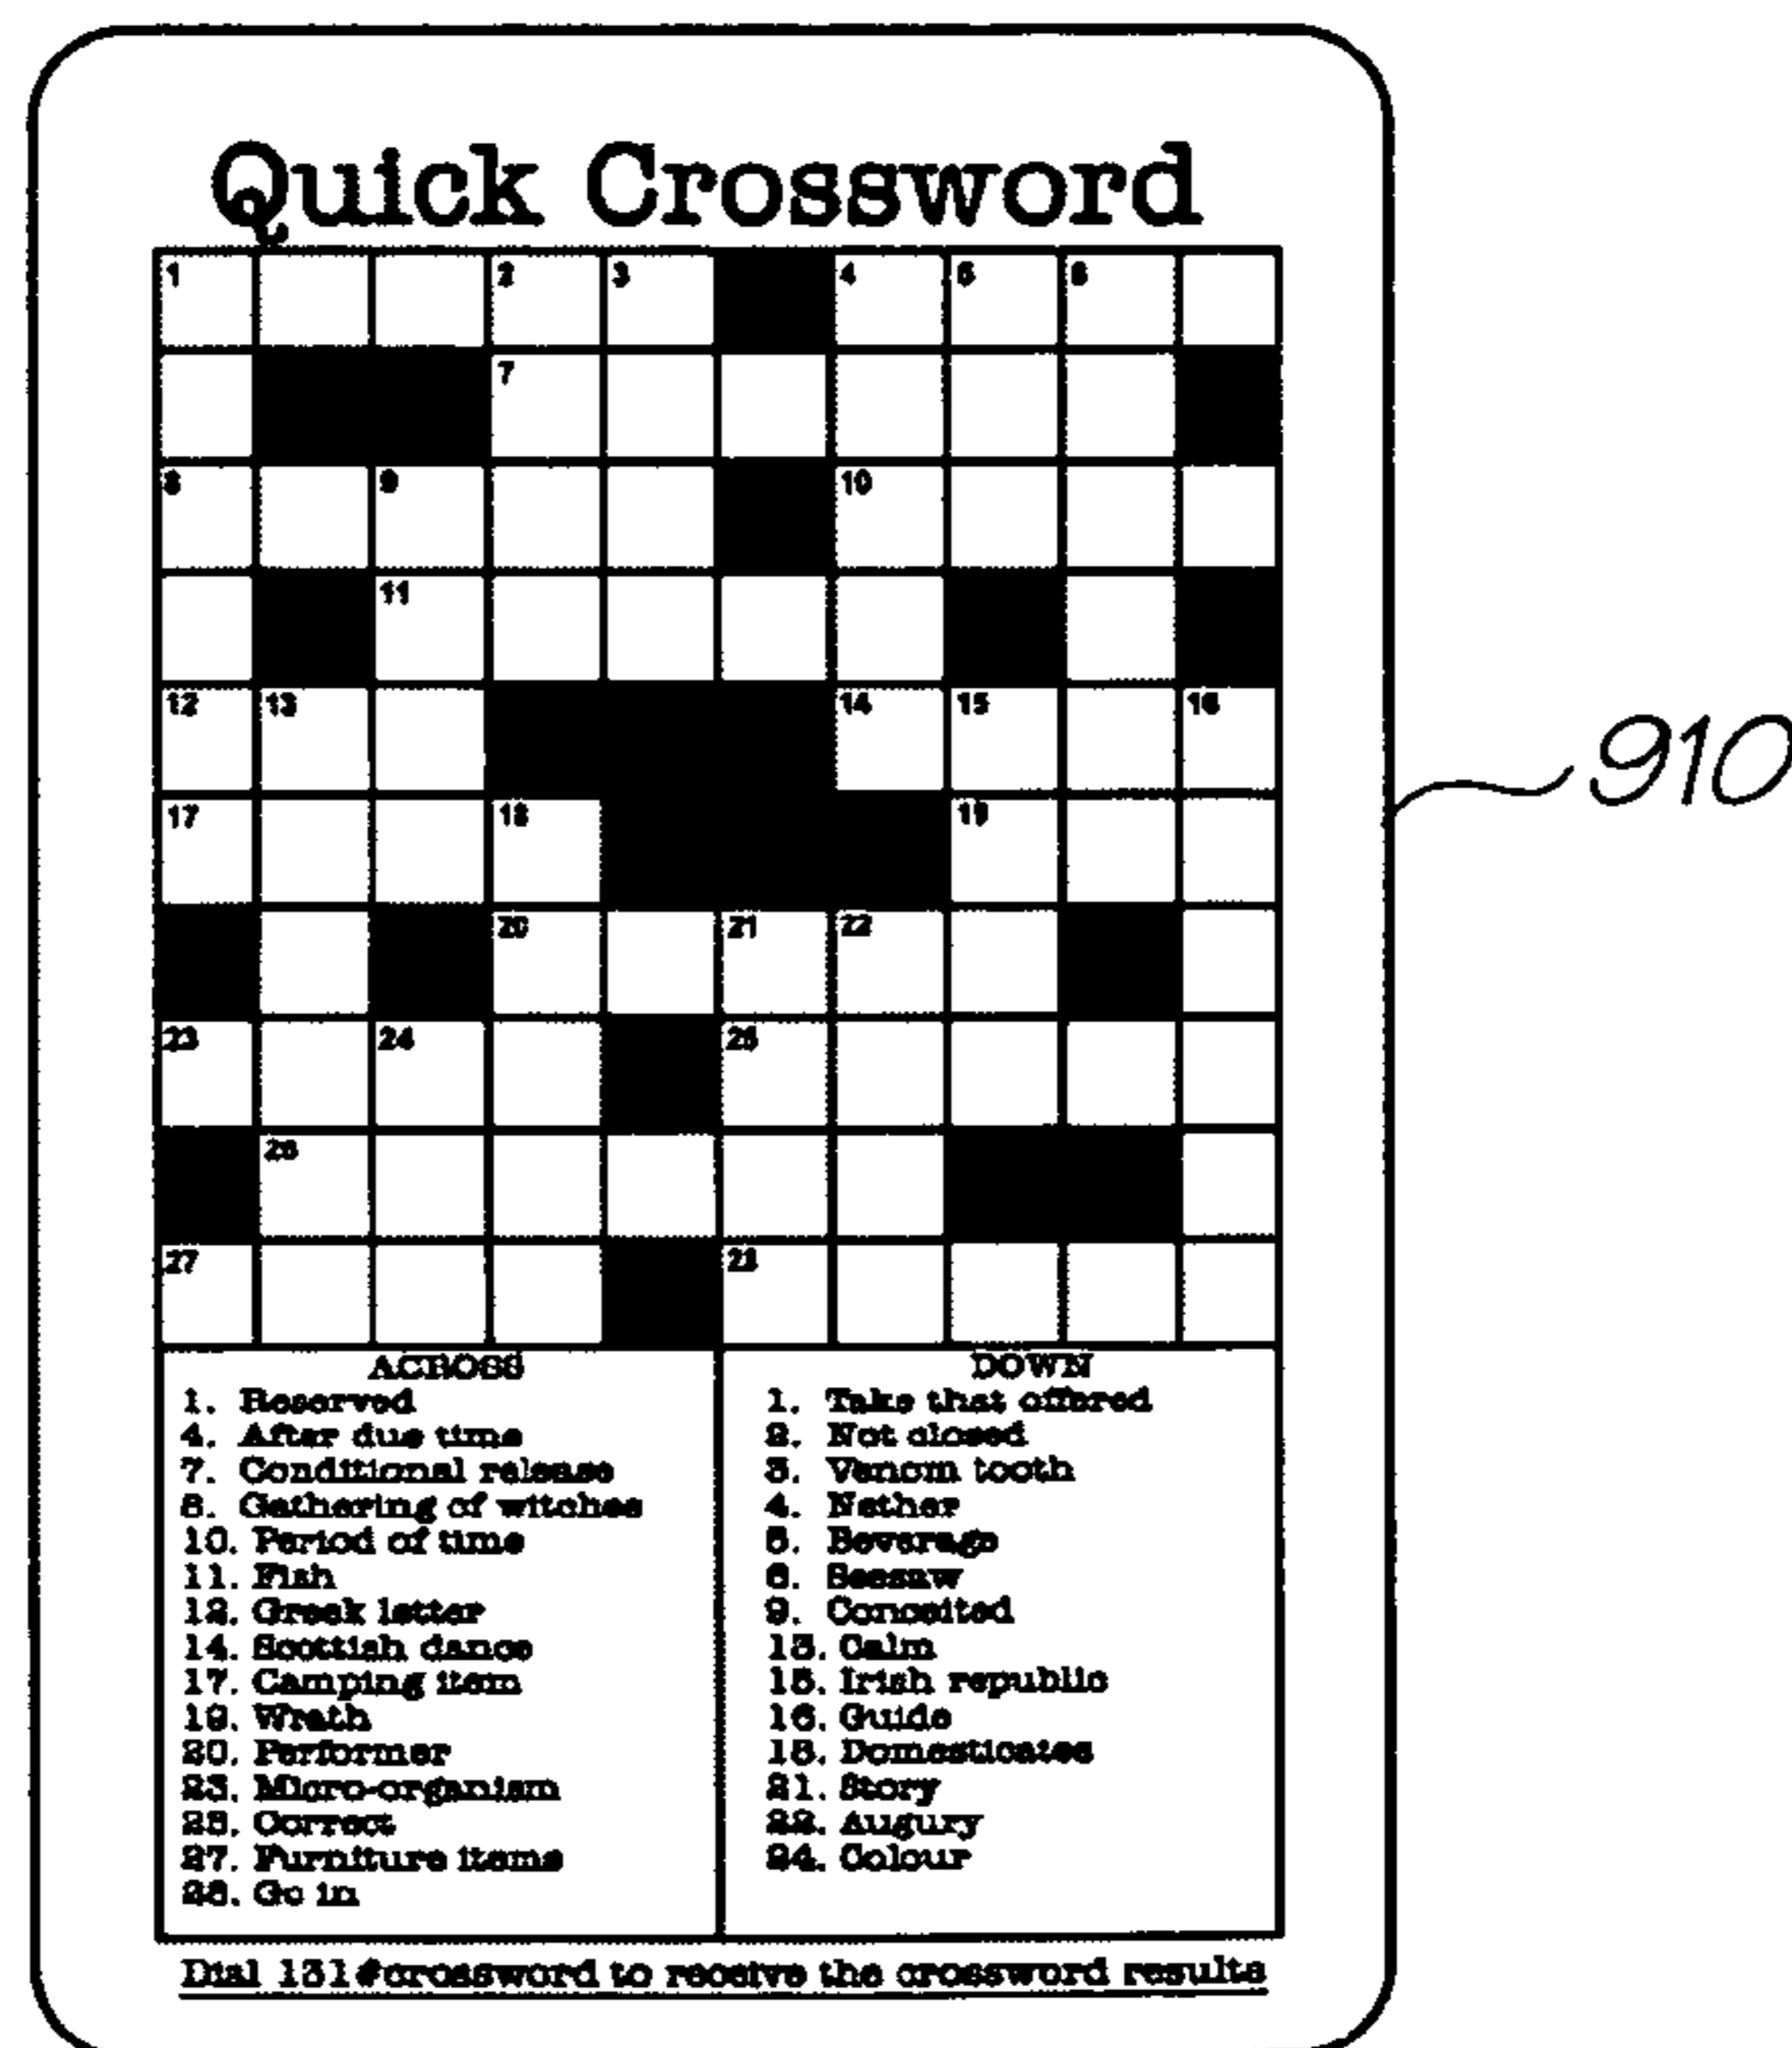 Quick Crossword
1 2 3 4 5 6
7
8 9 10
11
12 13 14 15 16
17 18 19
20 21 22
23 24 25
26
27 28
910
ACROSS
1. Reserved
4. After due time
7. Conditional release
8. Gathering of witches
10. Period of time
11. Fish
12. Greek letter
14. Scottish dance
17. Camping item
19. Wrath
20. Performer
23. Micro-organism
25. Correct
27. Furniture items
28. Go in
DOWN
1. Take that offered
2. Not closed
3. Venom tooth
4. Nether
5. Beverage
6. Seesaw
9. Conceited
13. Calm
15. Irish republic
16. Guide
18. Domesticates
21. Story
22. Augury
24. Colour
Dial 131#crossword to receive the crossword results